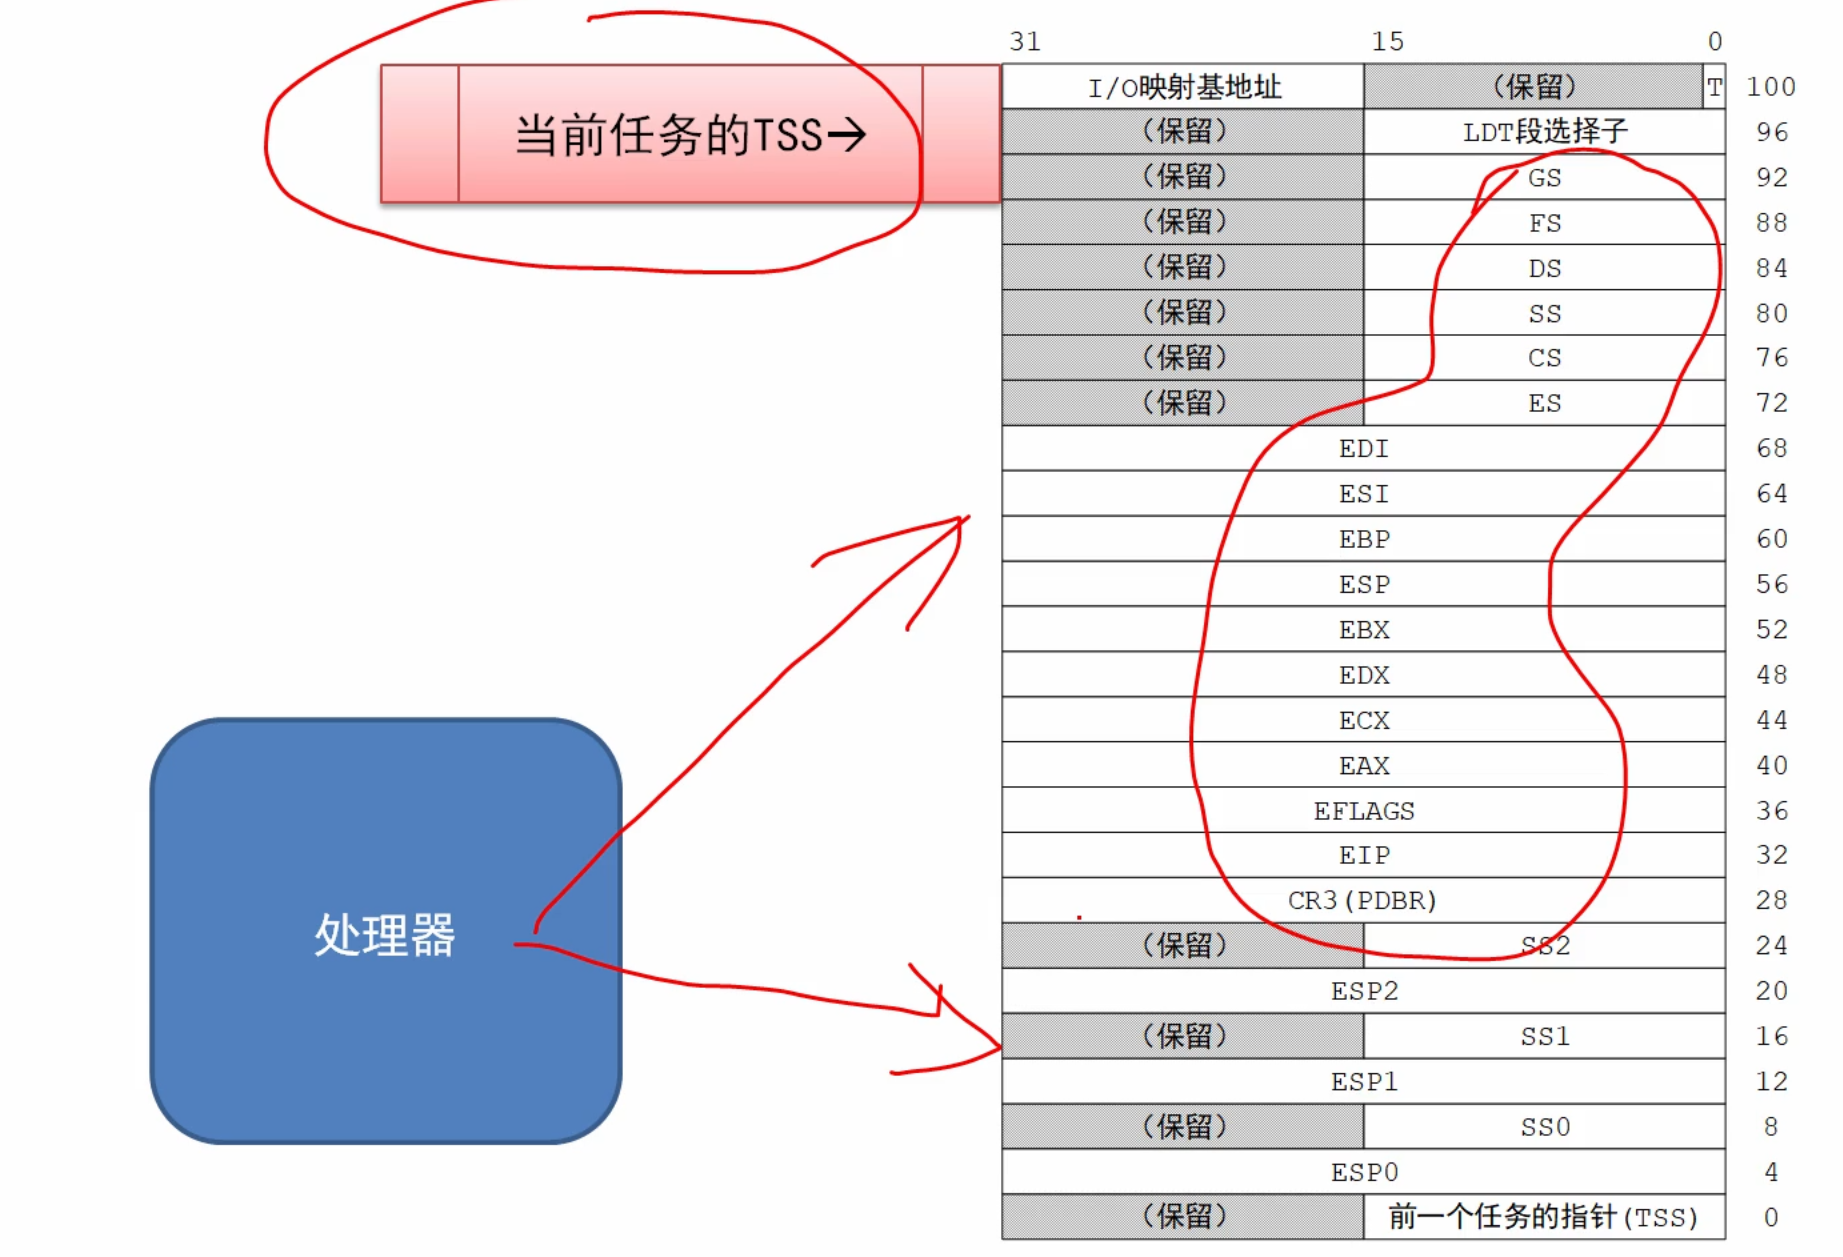 31 15 0
I/O映射基地址 (保留) T 100
当前任务的TSS→
(保留) LDT段选择子 96
(保留) GS 92
(保留) FS 88
(保留) DS 84
(保留) SS 80
(保留) CS 76
(保留) ES 72
EDI 68
ESI 64
EBP 60
ESP 56
EBX 52
EDX 48
ECX 44
EAX 40
EFLAGS 36
EIP 32
CR3(PDBR) 28
处理器
(保留) SS2 24
ESP2 20
(保留) SS1 16
ESP1 12
(保留) SS0 8
ESP0 4
(保留) 前一个任务的指针(TSS) 0